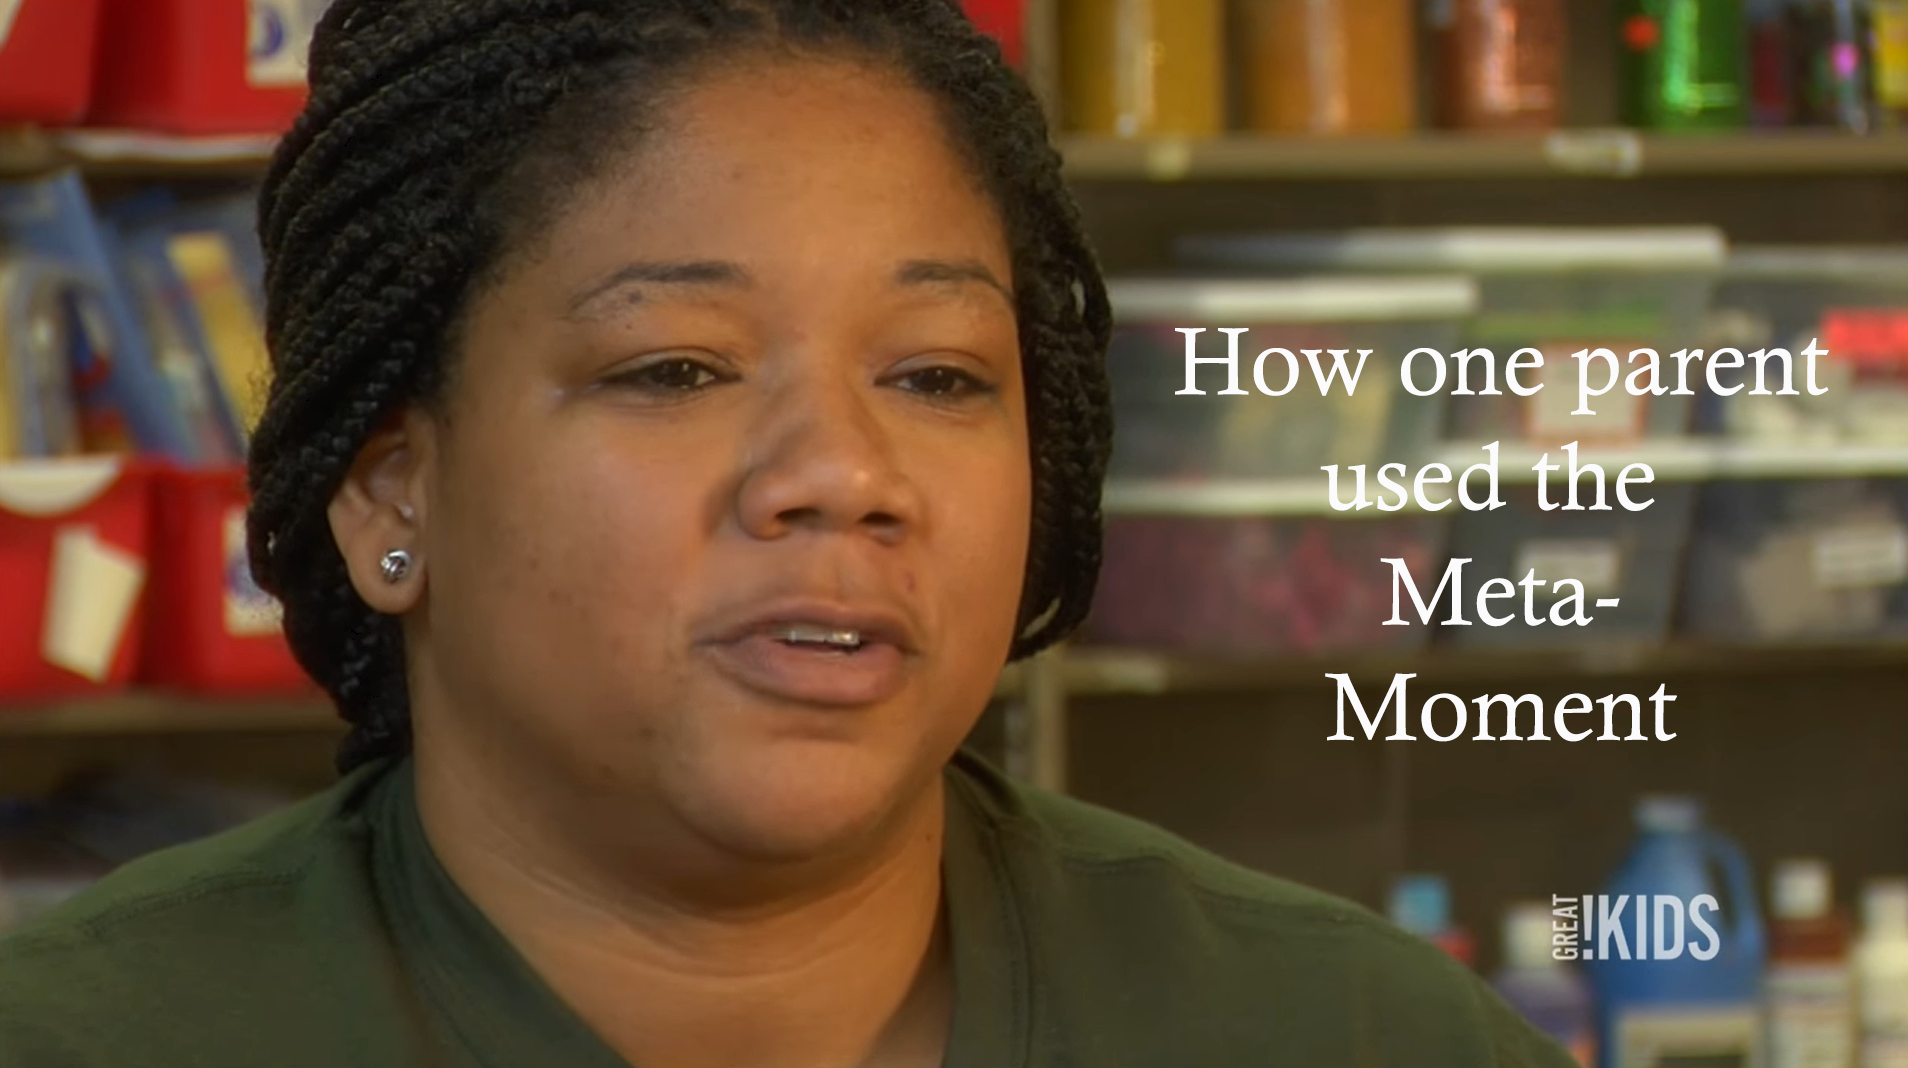 How one parent
used the
Meta-
Moment
GREAT!KIDS